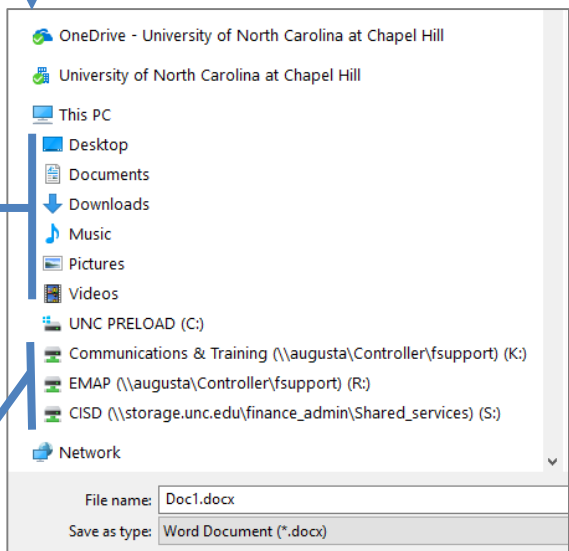 OneDrive - University of North Carolina at Chapel Hill
University of North Carolina at Chapel Hill
This PC
Desktop
Documents
Downloads
Music
Pictures
Videos
UNC PRELOAD (C:)
Communications & Training (\\augusta\Controller\fsupport) (K:)
EMAP (\\augusta\Controller\fsupport) (R:)
CISD (\\storage.unc.edu\finance_admin\Shared_services) (S:)
Network
File name: Doc1.docx
Save as type: Word Document (*.docx)